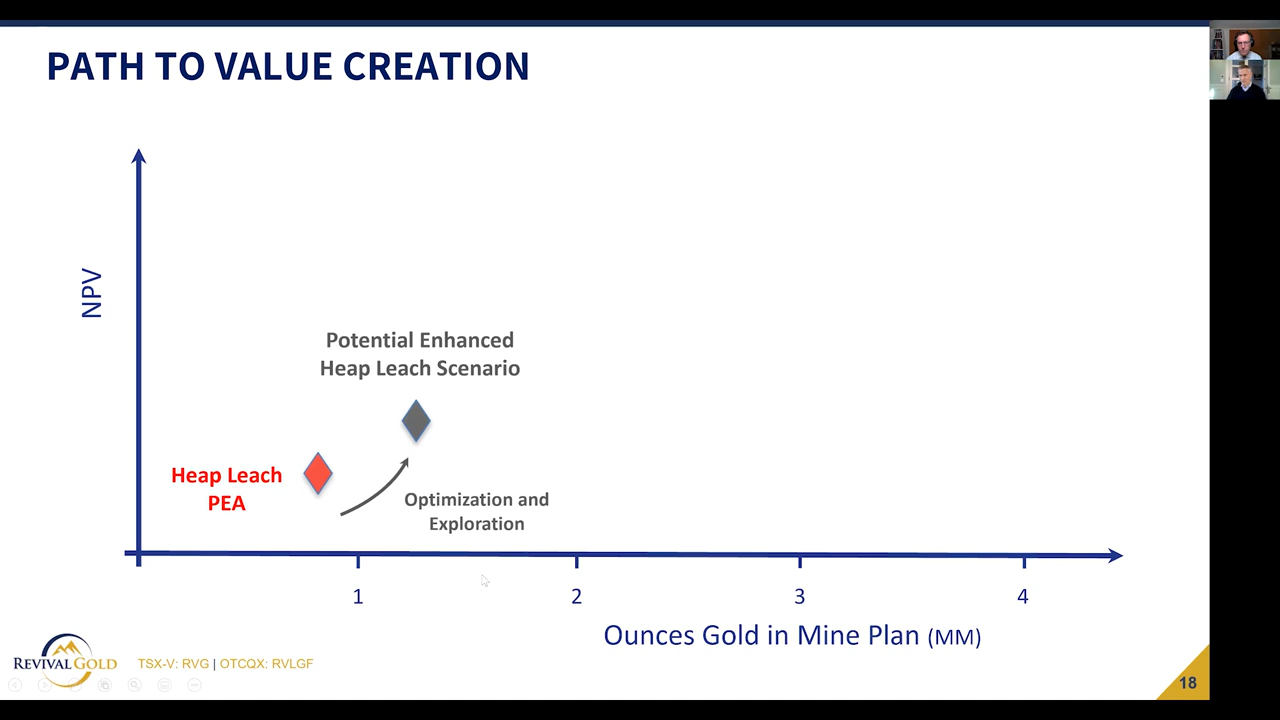 PATH TO VALUE CREATION
NPV
Potential Enhanced
Heap Leach Scenario
Heap Leach
PEA
Optimization and
Exploration
1
2
3
4
Ounces Gold in Mine Plan (MM)
REVIVAL GOLD
TSX-V: RVG | OTCQX: RVLGF
18